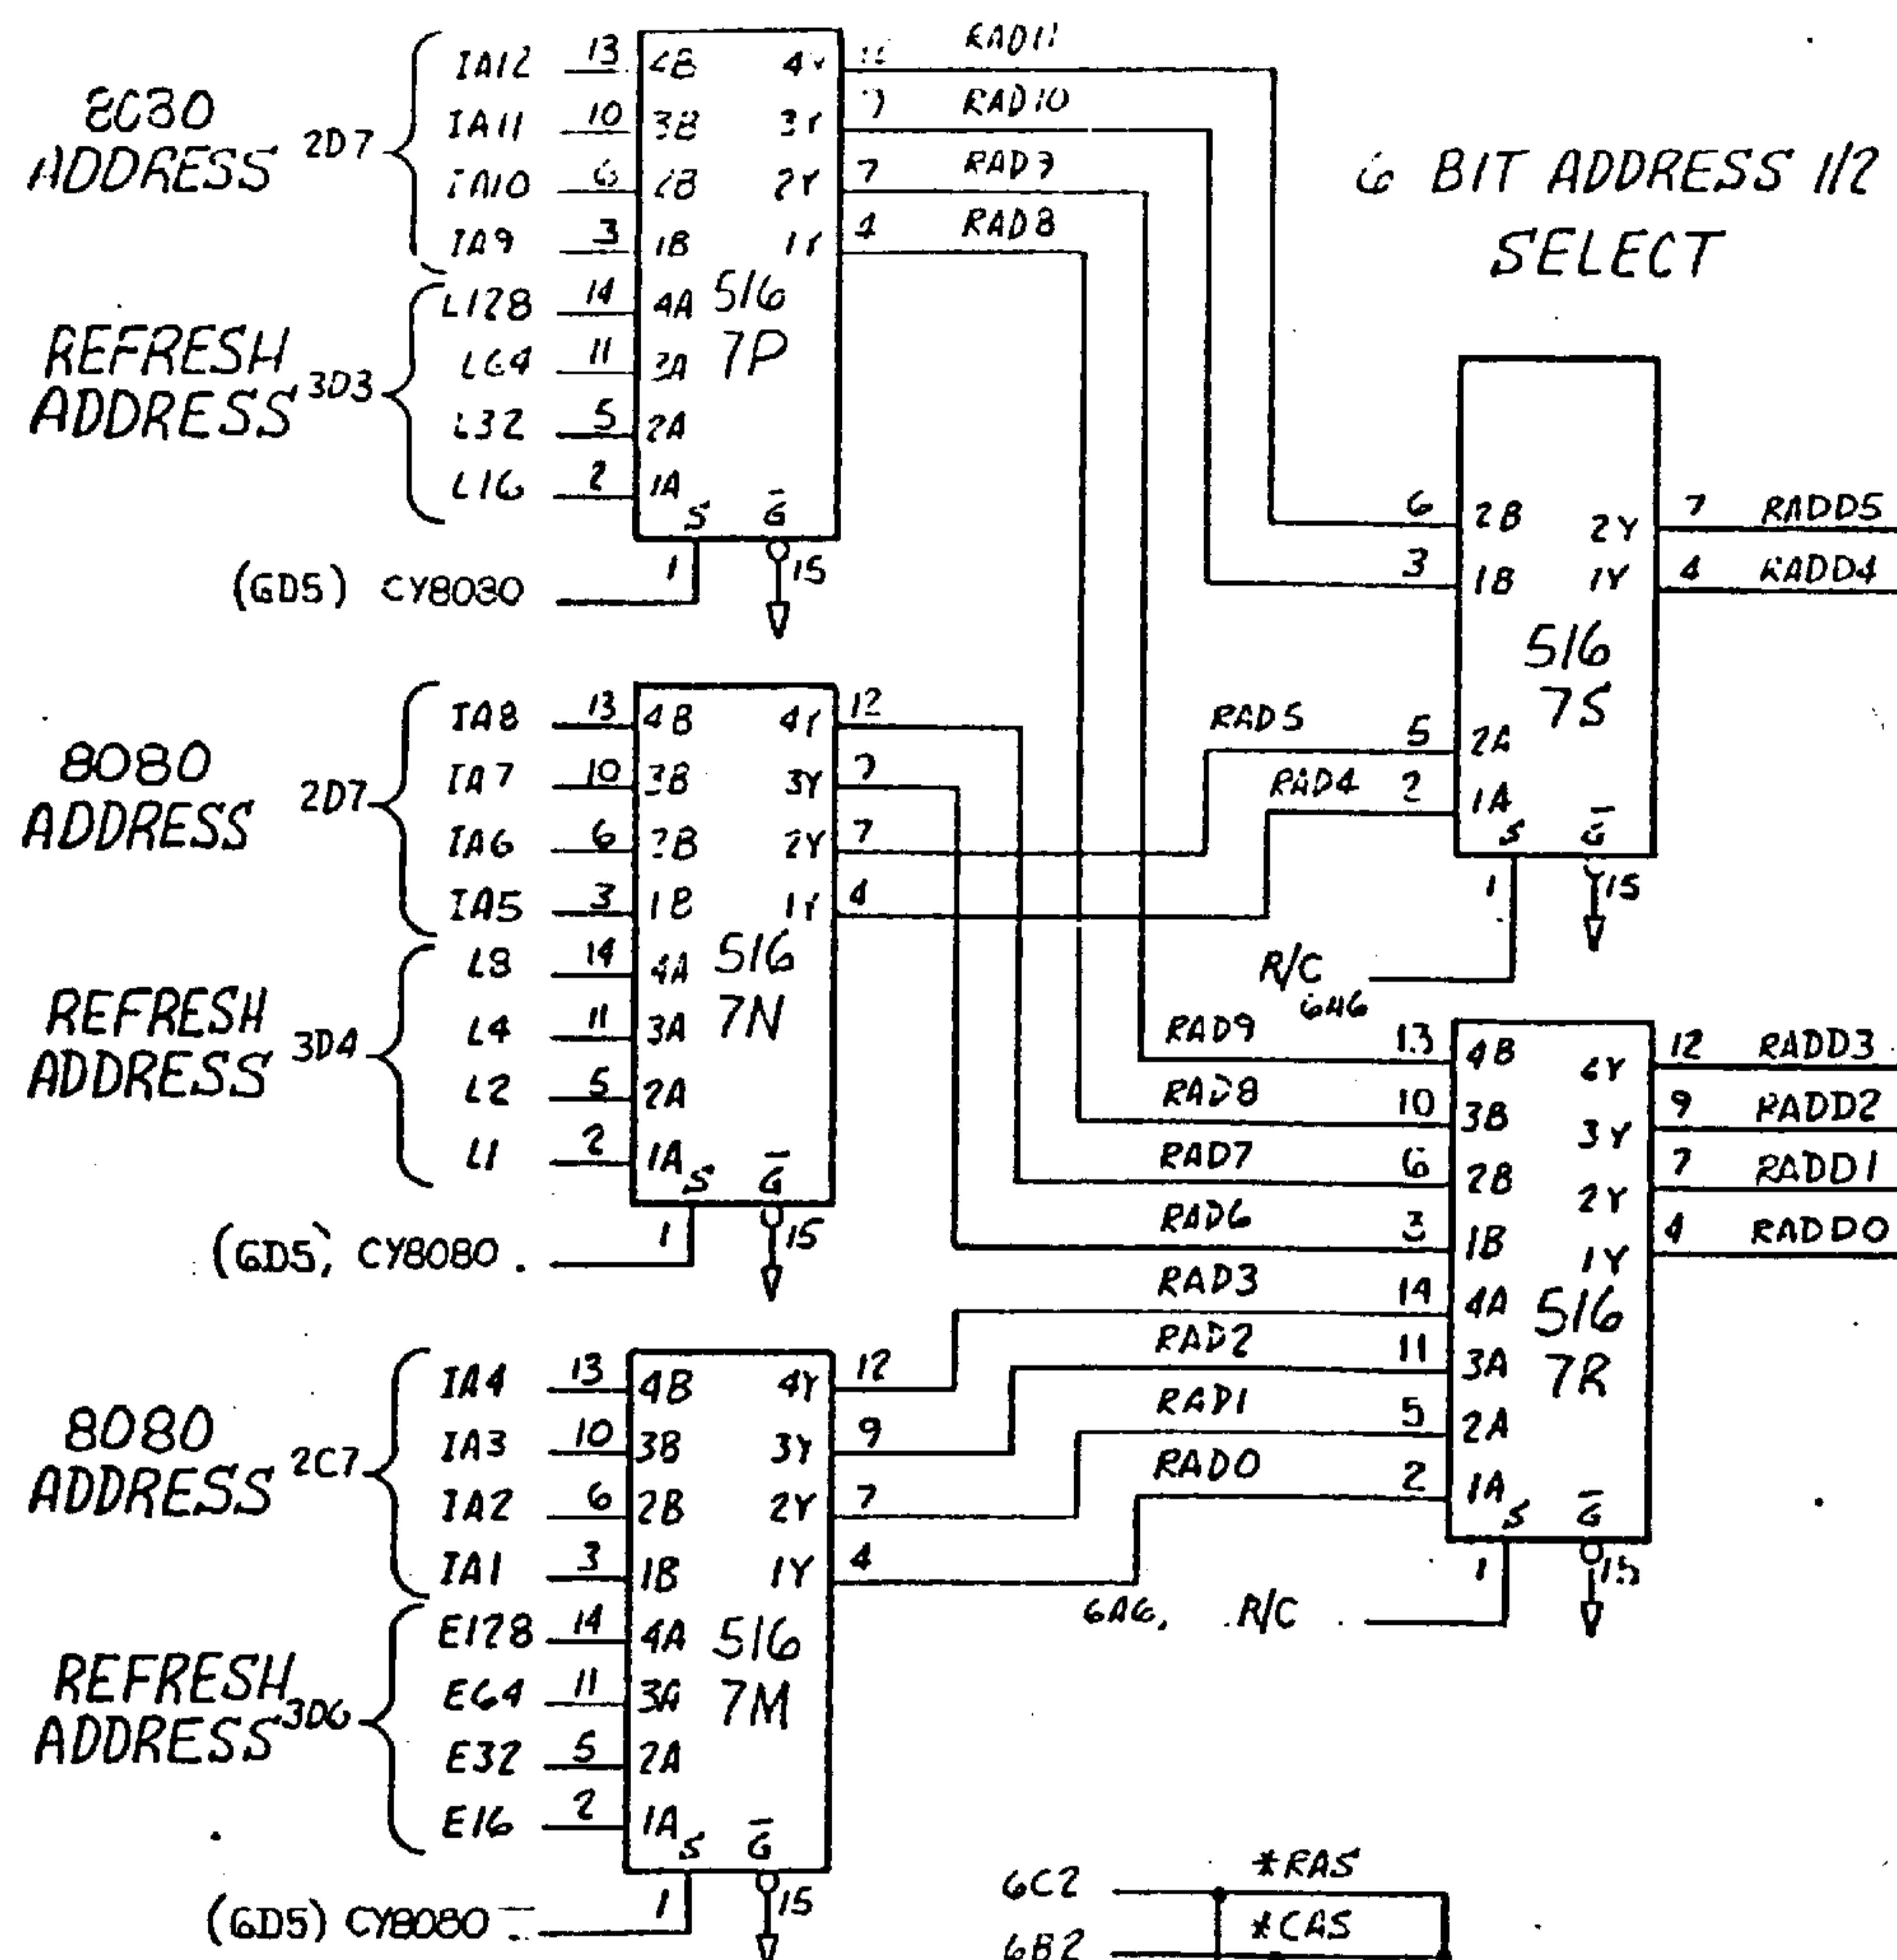 8080
ADDRESS
2D7
IA12 13 4B 4Y RAD11
IA11 10 3B 3Y 9 RAD10
IA10 6 2B 2Y 7 RAD9
IA9 3 1B 1Y 4 RAD8
REFRESH
ADDRESS
3D3
L128 14 4A
L64 11 3A
L32 5 2A
L16 2 1A
516
7P
S G
1 15
(6D5) CY8080
6 BIT ADDRESS 1/2
SELECT
6 2B 2Y 7 RADD5
3 1B 1Y 4 RADD4
516
7S
RAD5 5 2A
RAD4 2 1A
S G
1 15
R/C
6A6
8080
ADDRESS
2D7
IA8 13 4B 4Y 12
IA7 10 3B 3Y 9
IA6 6 2B 2Y 7
IA5 3 1B 1Y 4
REFRESH
ADDRESS
3D4
L8 14 4A
L4 11 3A
L2 5 2A
L1 2 1A
516
7N
S G
1 15
(6D5) CY8080
RAD9 13 4B 4Y 12 RADD3
RAD8 10 3B 3Y 9 RADD2
RAD7 6 2B 2Y 7 RADD1
RAD6 3 1B 1Y 4 RADD0
RAD3 14 4A
RAD2 11 3A
RAD1 5 2A
RAD0 2 1A
516
7R
S G
1 15
6A6, R/C
8080
ADDRESS
2C7
IA4 13 4B 4Y 12
IA3 10 3B 3Y 9
IA2 6 2B 2Y 7
IA1 3 1B 1Y 4
REFRESH
ADDRESS
3D6
E128 14 4A
E64 11 3A
E32 5 2A
E16 2 1A
516
7M
S G
1 15
(6D5) CY8080
6C2 *RAS
6B2 *CAS